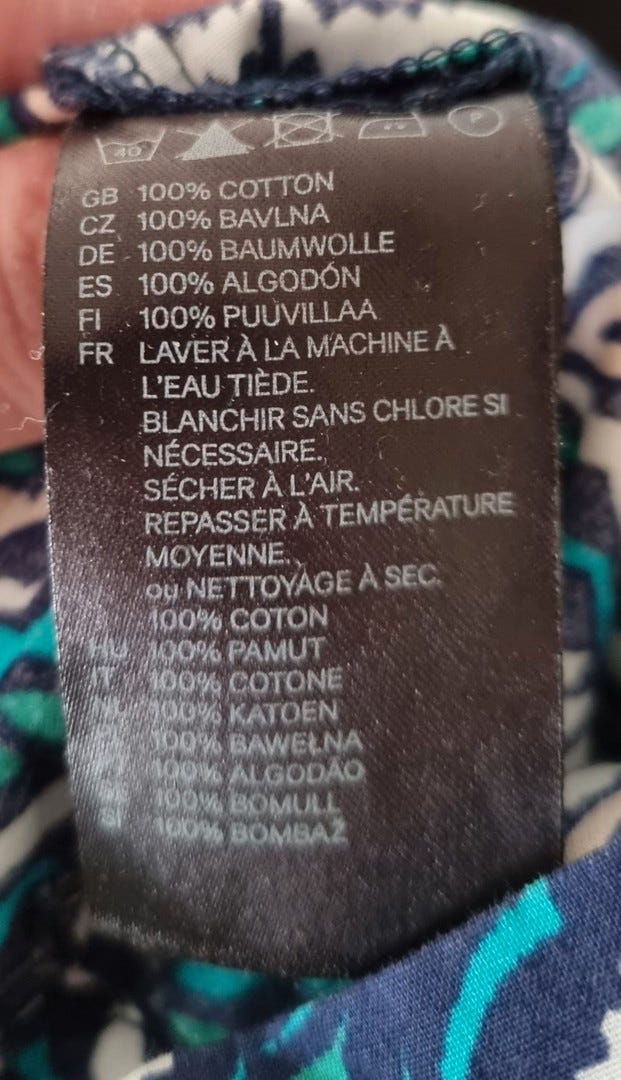 40 P
GB 100% COTTON
CZ 100% BAVLNA
DE 100% BAUMWOLLE
ES 100% ALGODÓN
FI 100% PUUVILLAA
FR LAVER À LA MACHINE À
L'EAU TIÈDE.
BLANCHIR SANS CHLORE SI
NÉCESSAIRE.
SÉCHER À L'AIR.
REPASSER À TEMPÉRATURE
MOYENNE.
ou NETTOYAGE À SEC.
100% COTON
HU 100% PAMUT
IT 100% COTONE
NL 100% KATOEN
100% BAWEŁNA
100% ALGODÃO
100% BOMULL
SI 100% BOMBAŽ